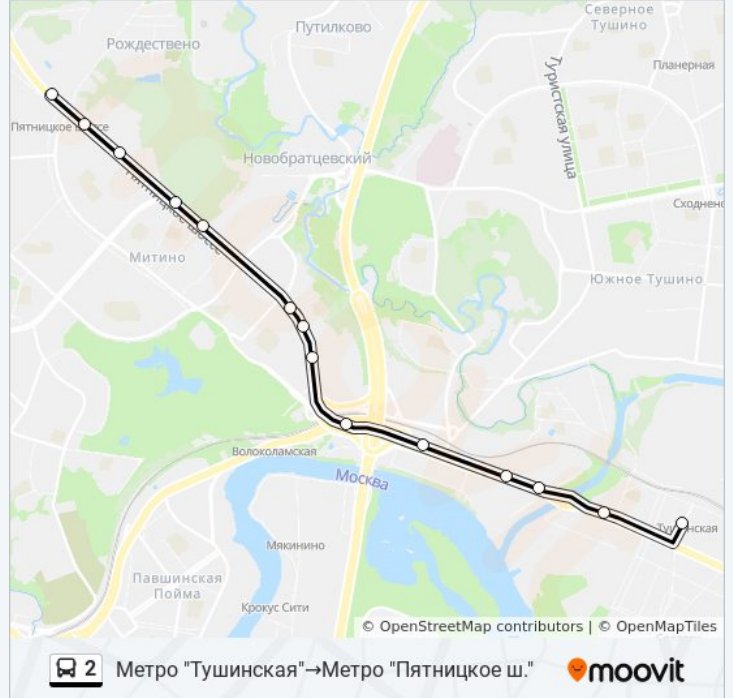 Северное
Тушино
Путилково
Рождествено
Планерная
Туристская улица
Пятницкое шоссе
Новобратцевский
Сходненс
Митино
Южное Тушино
Волоколамская
Москва
Тушинская
Мякинино
Павшинская
Пойма
Крокус Сити
© OpenStreetMap contributors | © OpenMapTiles
2 Метро "Тушинская"→Метро "Пятницкое ш." moovit